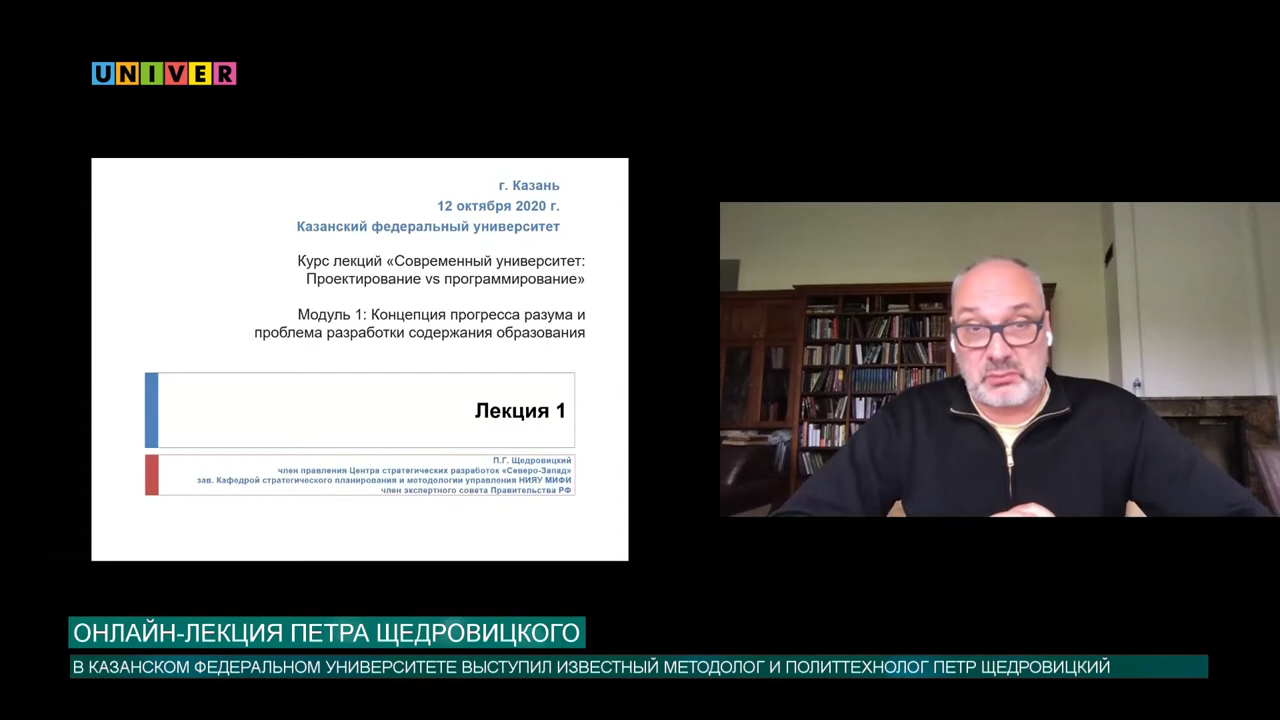 UNIVER
г. Казань
12 октября 2020 г.
Казанский федеральный университет
Курс лекций «Современный университет:
Проектирование vs программирование»
Модуль 1: Концепция прогресса разума и
проблема разработки содержания образования
Лекция 1
П.Г. Щедровицкий
член правления Центра стратегических разработок «Северо-Запад»
зав. Кафедрой стратегического планирования и методологии управления НИЯУ МИФИ
член экспертного совета Правительства РФ
ОНЛАЙН-ЛЕКЦИЯ ПЕТРА ЩЕДРОВИЦКОГО
В КАЗАНСКОМ ФЕДЕРАЛЬНОМ УНИВЕРСИТЕТЕ ВЫСТУПИЛ ИЗВЕСТНЫЙ МЕТОДОЛОГ И ПОЛИТТЕХНОЛОГ ПЕТР ЩЕДРОВИЦКИЙ